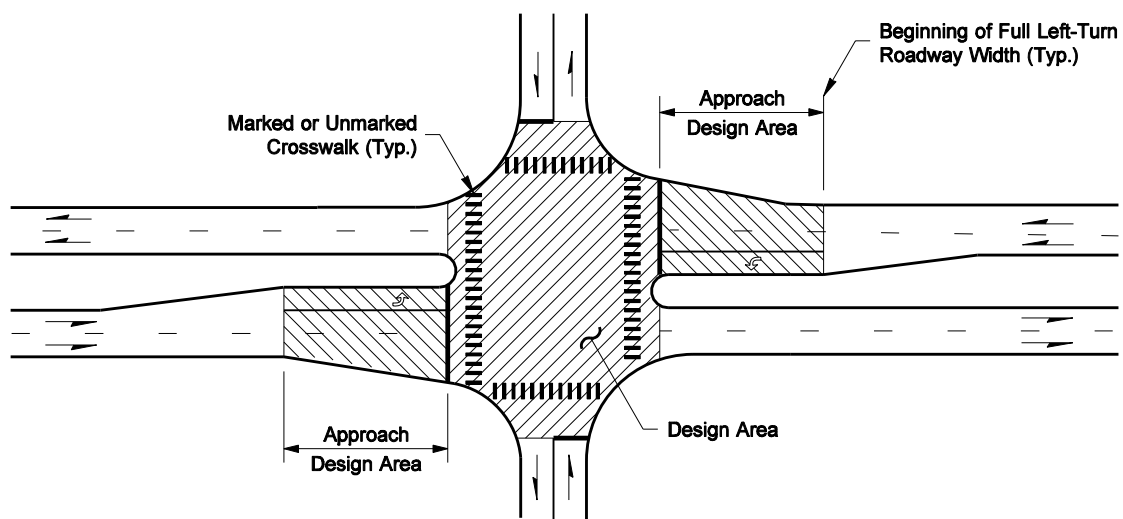 Beginning of Full Left-Turn
Roadway Width (Typ.)
Approach
Design Area
Marked or Unmarked
Crosswalk (Typ.)
Approach
Design Area
Design Area